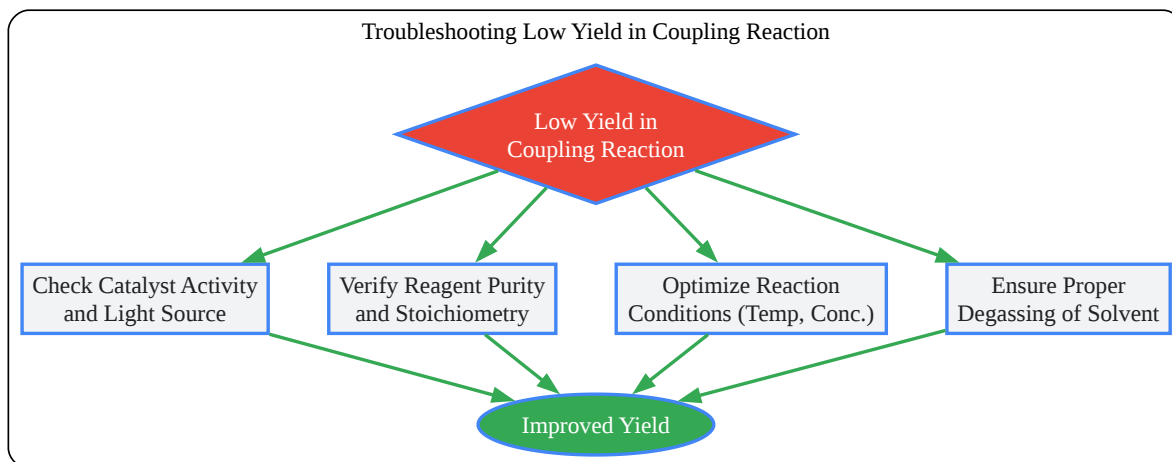 Troubleshooting Low Yield in Coupling Reaction
Low Yield in
Coupling Reaction
Check Catalyst Activity
and Light Source
Verify Reagent Purity
and Stoichiometry
Optimize Reaction
Conditions (Temp, Conc.)
Ensure Proper
Degassing of Solvent
Improved Yield